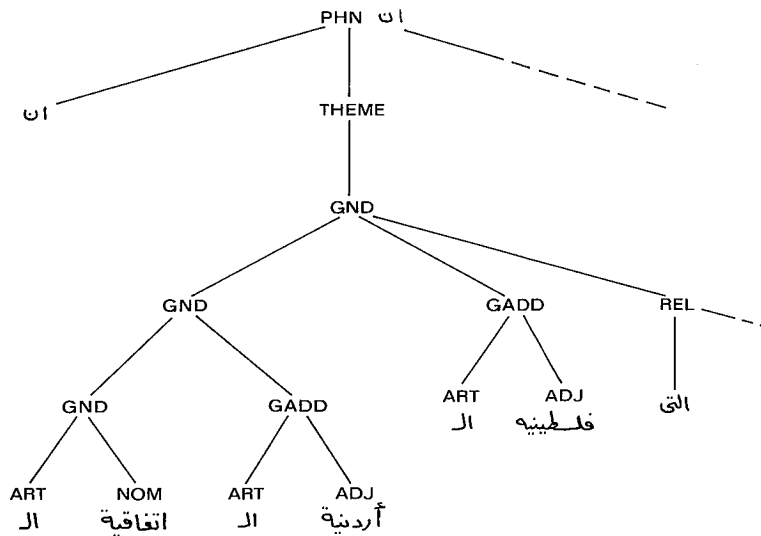 PHN ان
ان THEME
GND
GND GADD REL
GND GADD ART ADJ التى
الـ فلسطينيه
ART NOM ART ADJ
الـ اتفاقية الـ أردنية